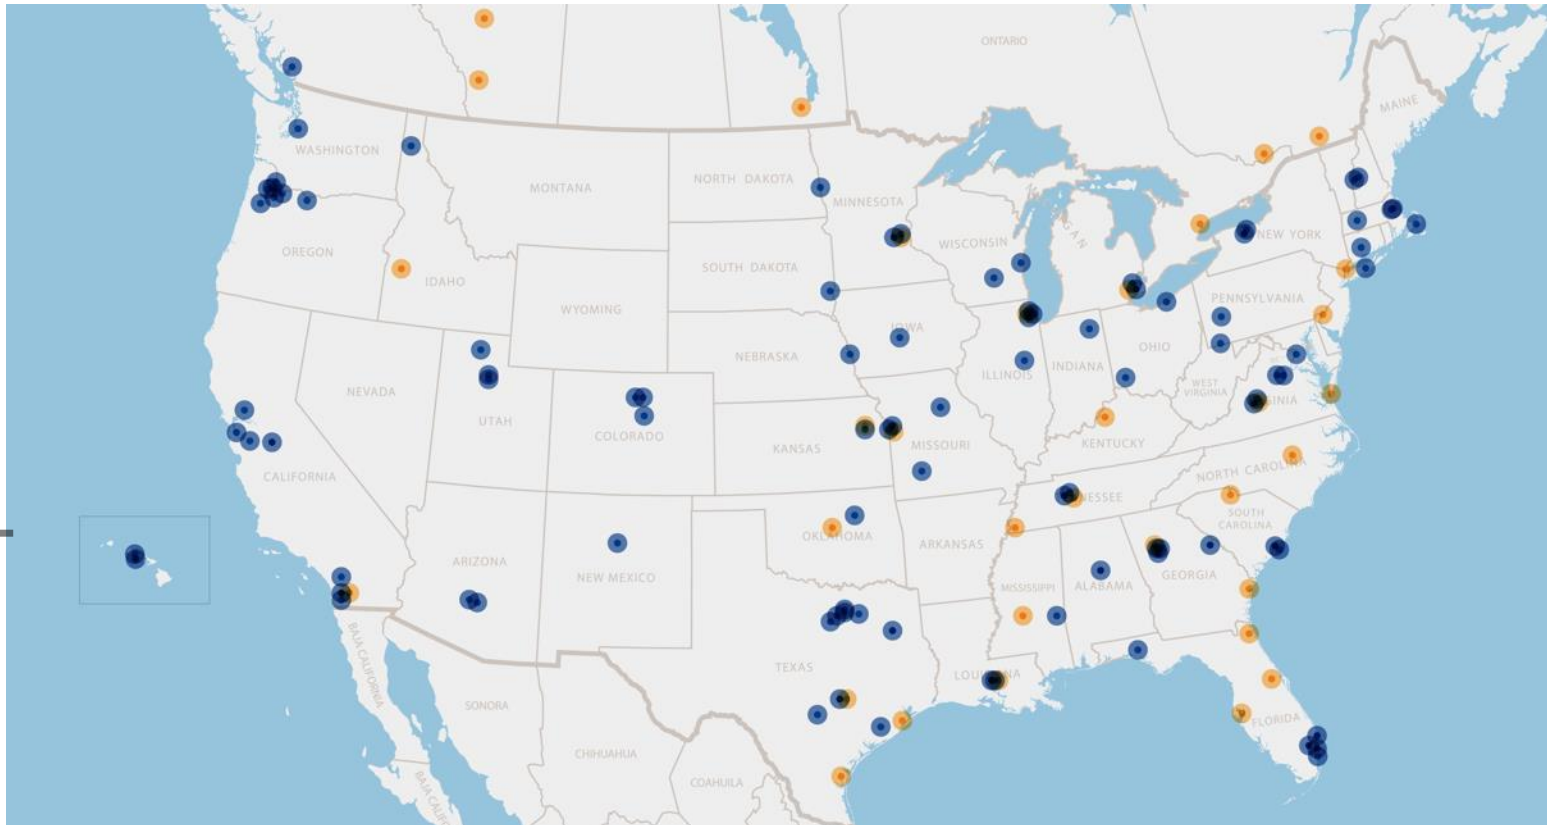 ONTARIO
MAINE
WASHINGTON
MONTANA
NORTH DAKOTA
MINNESOTA
OREGON
IDAHO
SOUTH DAKOTA
WISCONSIN
NEW YORK
WYOMING
IOWA
PENNSYLVANIA
NEBRASKA
ILLINOIS
INDIANA
OHIO
NEVADA
UTAH
COLORADO
WEST
VIRGINIA
KANSAS
MISSOURI
KENTUCKY
CALIFORNIA
NORTH CAROLINA
SOUTH
CAROLINA
ARIZONA
NEW MEXICO
OKLAHOMA
ARKANSAS
MISSISSIPPI
ALABAMA
GEORGIA
TEXAS
BAJA CALIFORNIA
SONORA
CHIHUAHUA
COAHUILA
FLORIDA